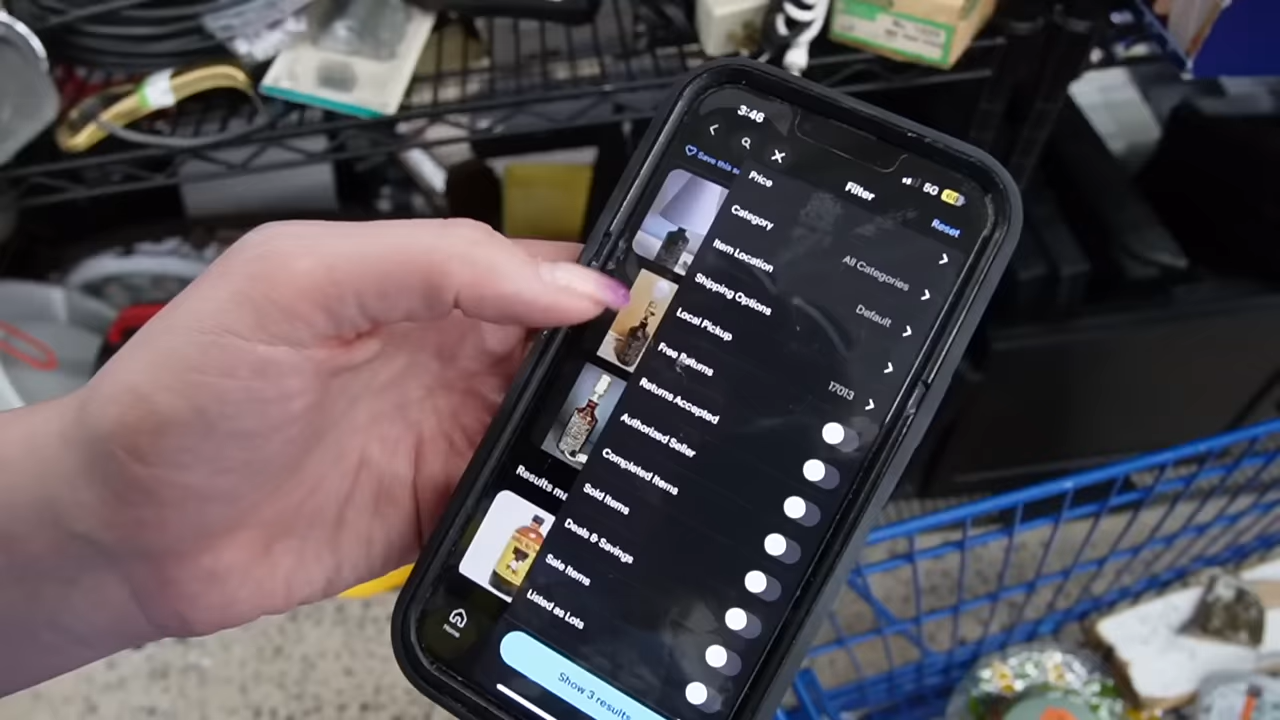 3:46
5G
Save this
Filter
Reset
Price
Category
All Categories
Item Location
Default
Shipping Options
Local Pickup
17013
Free Returns
Returns Accepted
Authorized Seller
Completed Items
Sold Items
Deals & Savings
Sale Items
Listed as Lots
Results
Home
Show 3 results